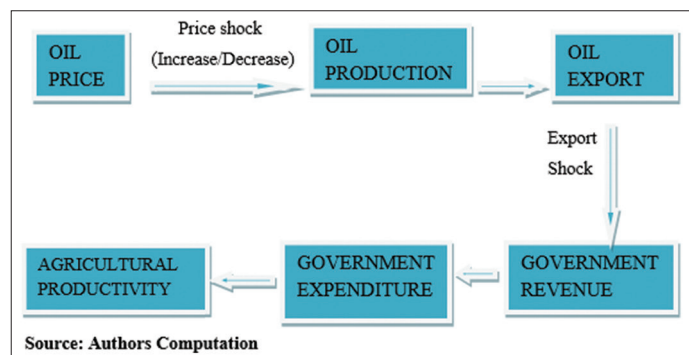 OIL
PRICE
Price shock
(Increase/Decrease)
OIL
PRODUCTION
OIL
EXPORT
Export
Shock
AGRICULTURAL
PRODUCTIVITY
GOVERNMENT
EXPENDITURE
GOVERNMENT
REVENUE
Source: Authors Computation